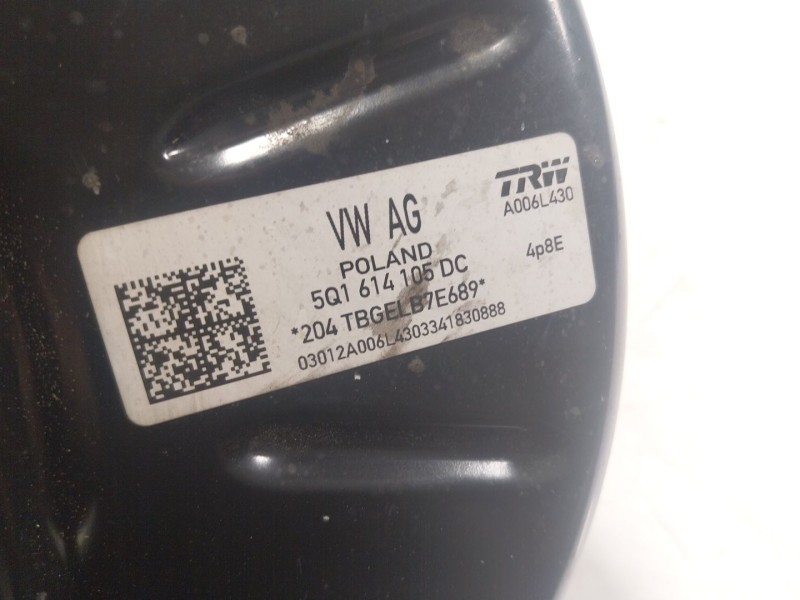 TRW
A006L430
VW AG
POLAND
4p8E
5Q1 614 105 DC
*204 TBGELB7E689*
03012A006L4303341830888